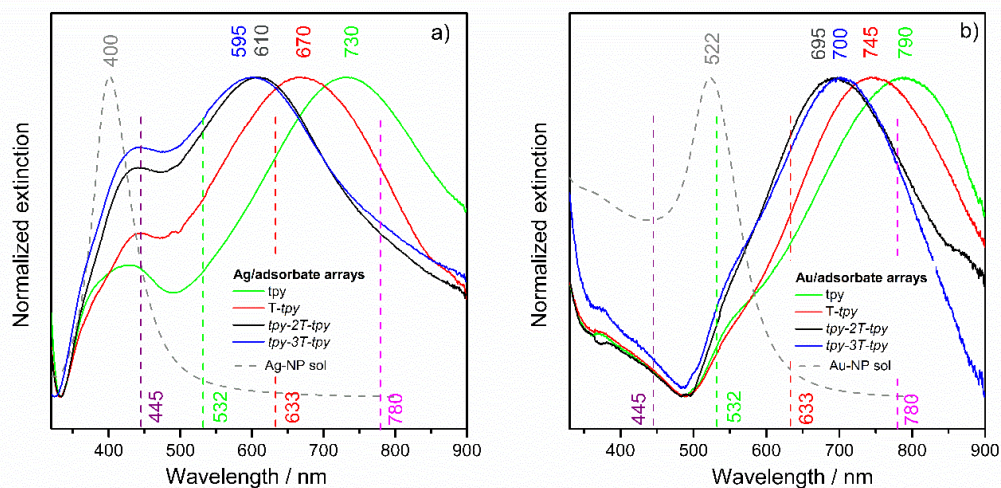 a)
400
595
610
670
730
Normalized extinction
Ag/adsorbate arrays
tpy
T-tpy
tpy-2T-tpy
tpy-3T-tpy
Ag-NP sol
445
532
633
780
400 500 600 700 800 900
Wavelength / nm
b)
522
695
700
745
790
Normalized extinction
Au/adsorbate arrays
tpy
T-tpy
tpy-2T-tpy
tpy-3T-tpy
Au-NP sol
445
532
633
780
400 500 600 700 800 900
Wavelength / nm